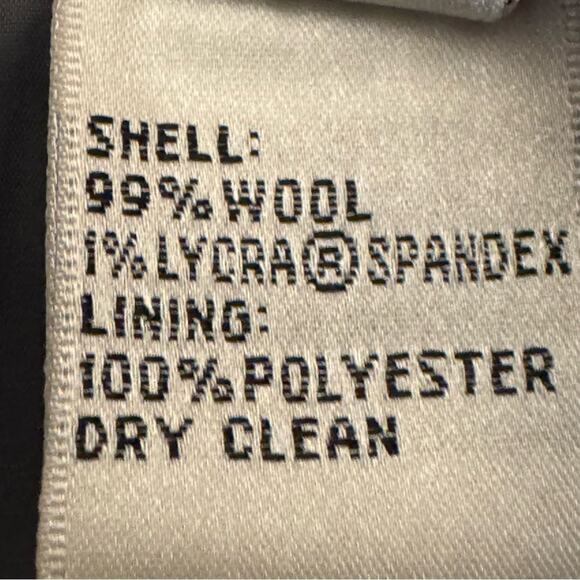 SHELL:
99% WOOL
1% LYCRA® SPANDEX
LINING:
100% POLYESTER
DRY CLEAN